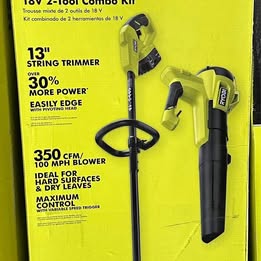 18V 2-Tool Combo Kit
Trousse mixte de 2 outils de 18 V
Kit combinado de 2 herramientas de 18 V
13"
STRING TRIMMER
OVER
30%
MORE POWER*
EASILY EDGE
WITH PIVOTING HEAD
350 CFM/
100 MPH BLOWER
IDEAL FOR
HARD SURFACES
& DRY LEAVES
MAXIMUM
CONTROL
WITH VARIABLE SPEED TRIGGER
RYOBI